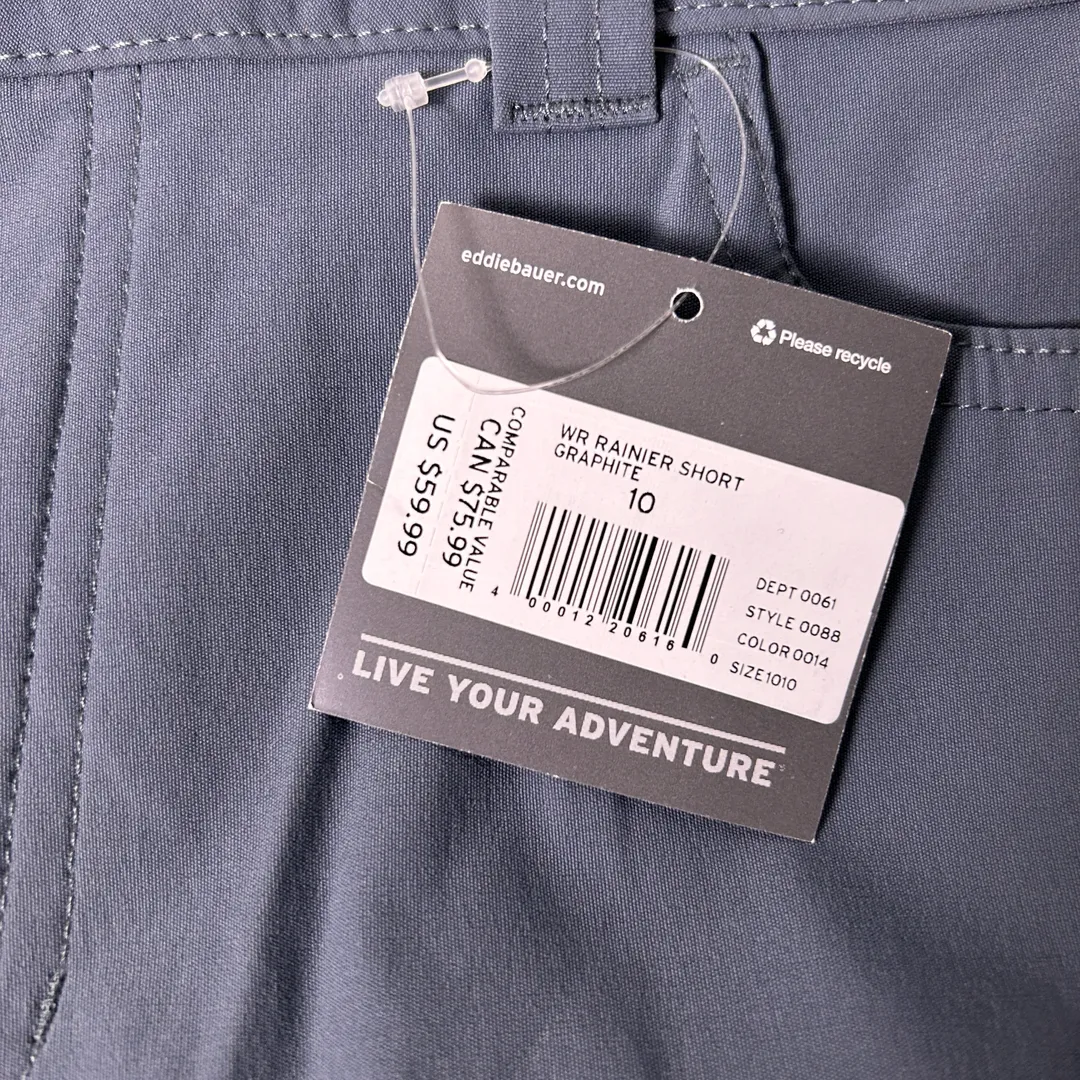 eddiebauer.com
Please recycle
COMPARABLE VALUE
CAN $75.99
US $59.99
WR RAINIER SHORT
GRAPHITE
10
4 00012 20616 0
DEPT 0061
STYLE 0088
COLOR 0014
SIZE 1010
LIVE YOUR ADVENTURE